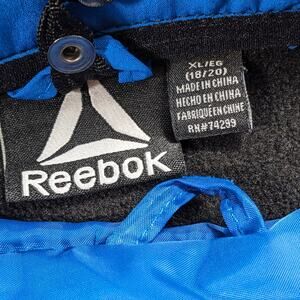 XL/EG
(18/20)
MADE IN CHINA
HECHO EN CHINA
FABRIQUÉ EN CHINE
RN#74299
Reebok